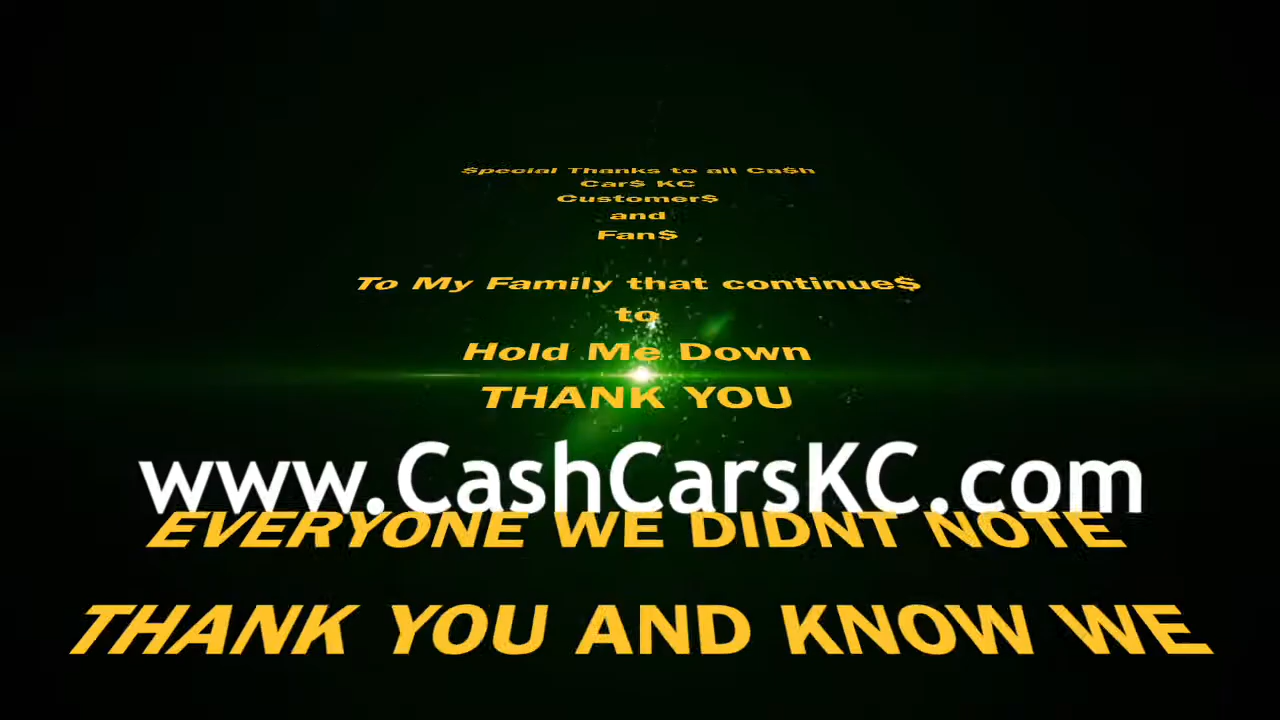 $pecial Thanks to all Ca$h
Car$ KC
Customer$
and
Fan$
To My Family that continue$
to
Hold Me Down
THANK YOU
www.CashCarsKC.com
EVERYONE WE DIDNT NOTE
THANK YOU AND KNOW WE